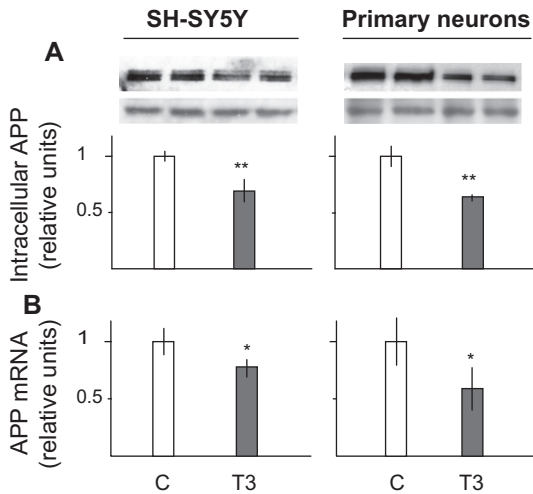 SH-SY5Y
Primary neurons
A
Intracellular APP
(relative units)
1
0.5
**
**
B
APP mRNA
(relative units)
1
0.5
*
*
C
T3
C
T3